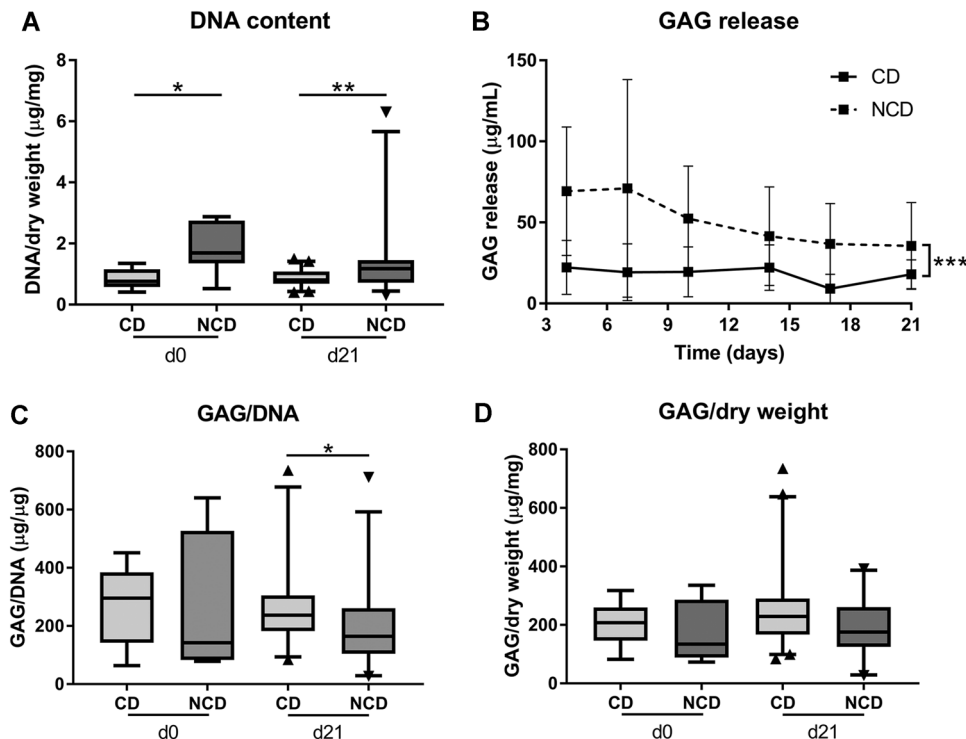 A
DNA content
DNA/dry weight (µg/mg)
8
6
4
2
0
*
**
CD NCD CD NCD
d0 d21
B
GAG release
GAG release (µg/mL)
150
100
50
0
CD
NCD
***
3 6 9 12 15 18 21
Time (days)
C
GAG/DNA
GAG/DNA (µg/µg)
800
600
400
200
0
*
CD NCD CD NCD
d0 d21
D
GAG/dry weight
GAG/dry weight (µg/mg)
800
600
400
200
0
CD NCD CD NCD
d0 d21